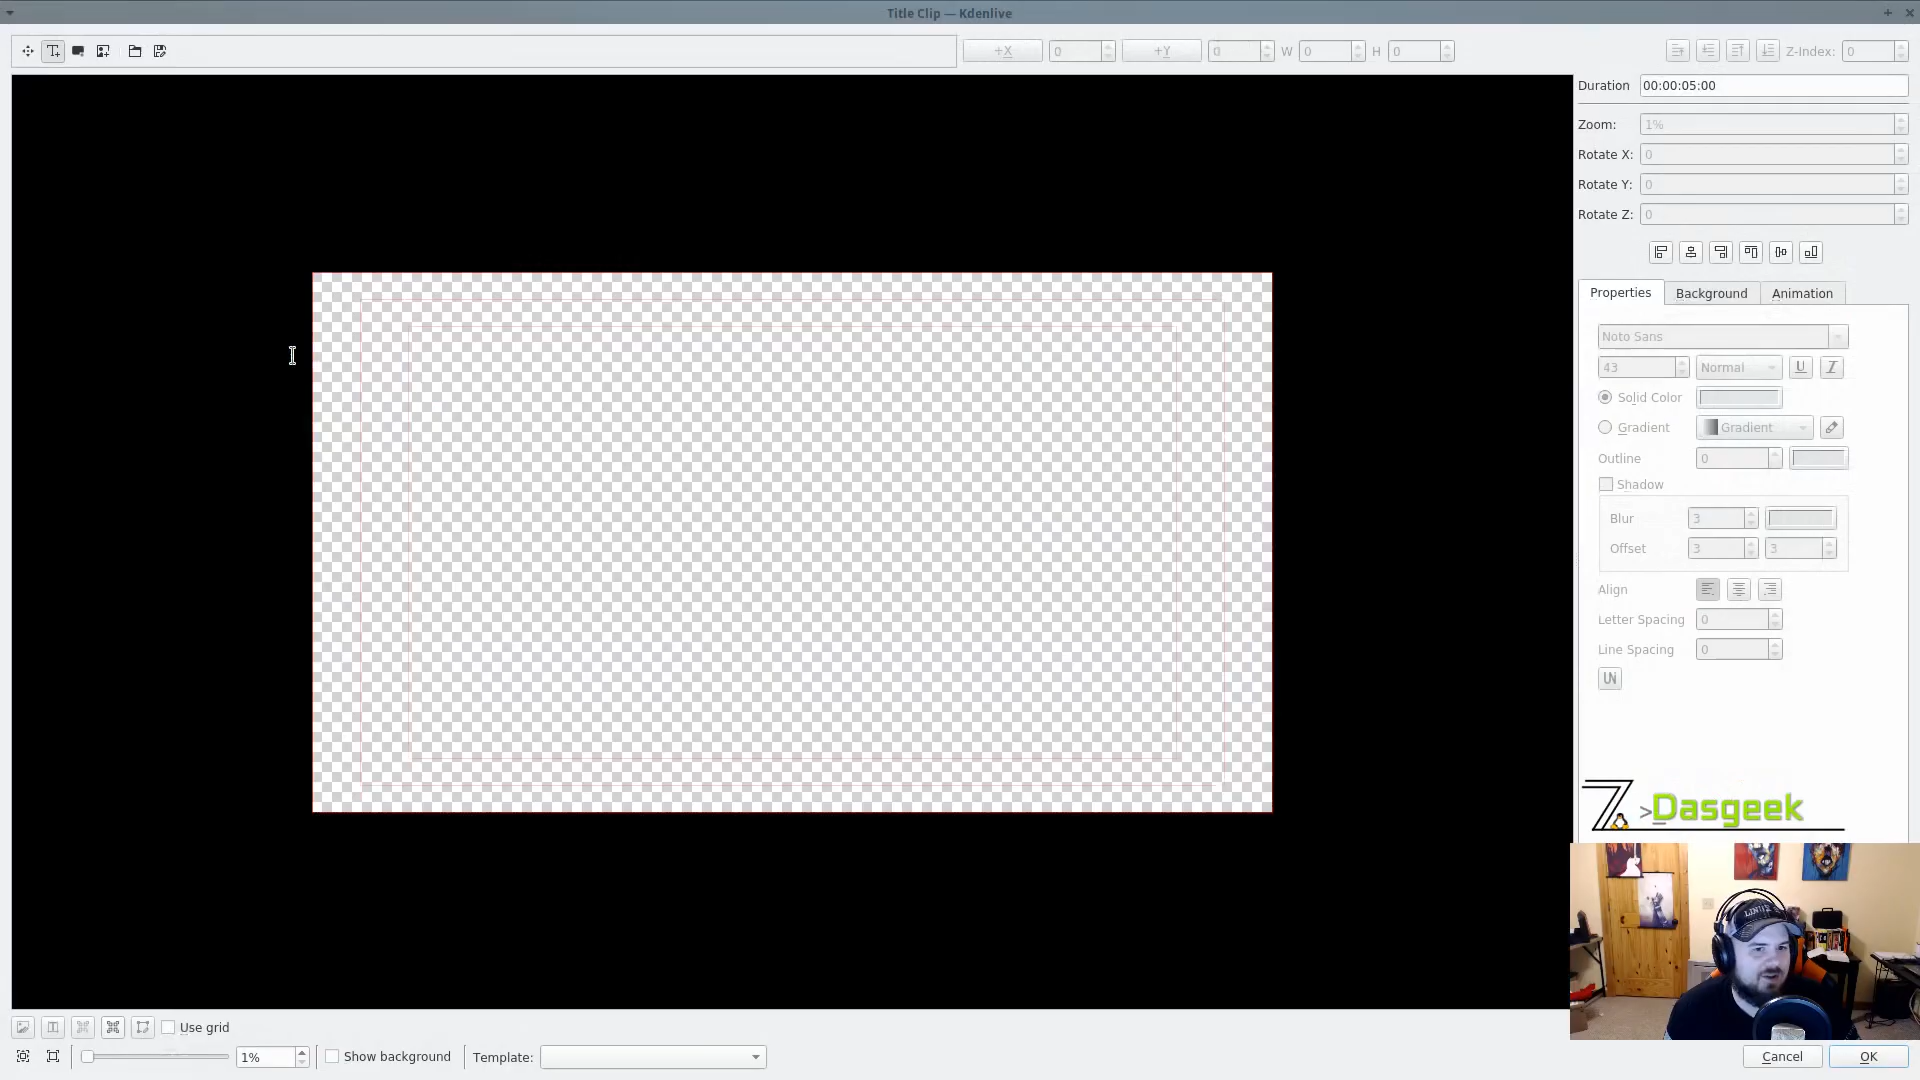 Title Clip — Kdenlive
+X 0 +Y 0 W 0 H 0 Z-Index: 0
Duration 00:00:05:00
Zoom: 1%
Rotate X: 0
Rotate Y: 0
Rotate Z: 0
Properties Background Animation
Noto Sans
43 Normal U I
Solid Color
Gradient Gradient
Outline 0
Shadow
Blur 3
Offset 3 3
Align
Letter Spacing 0
Line Spacing 0
>Dasgeek
Use grid
1% Show background Template:
Cancel OK